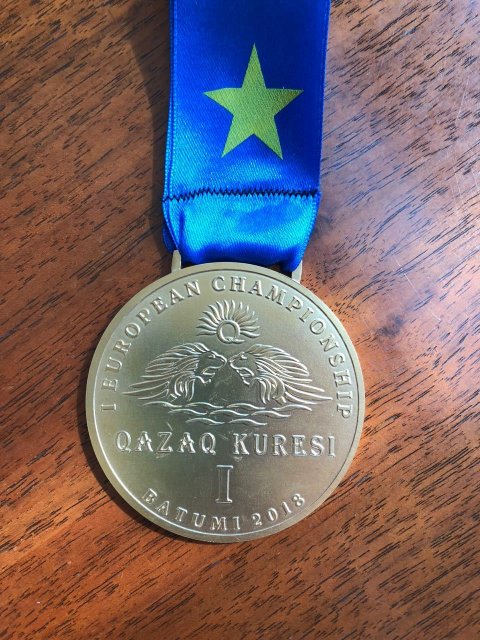 I EUROPEAN CHAMPIONSHIP
Q
QAZAQ KURESI
I
BATUMI 2018